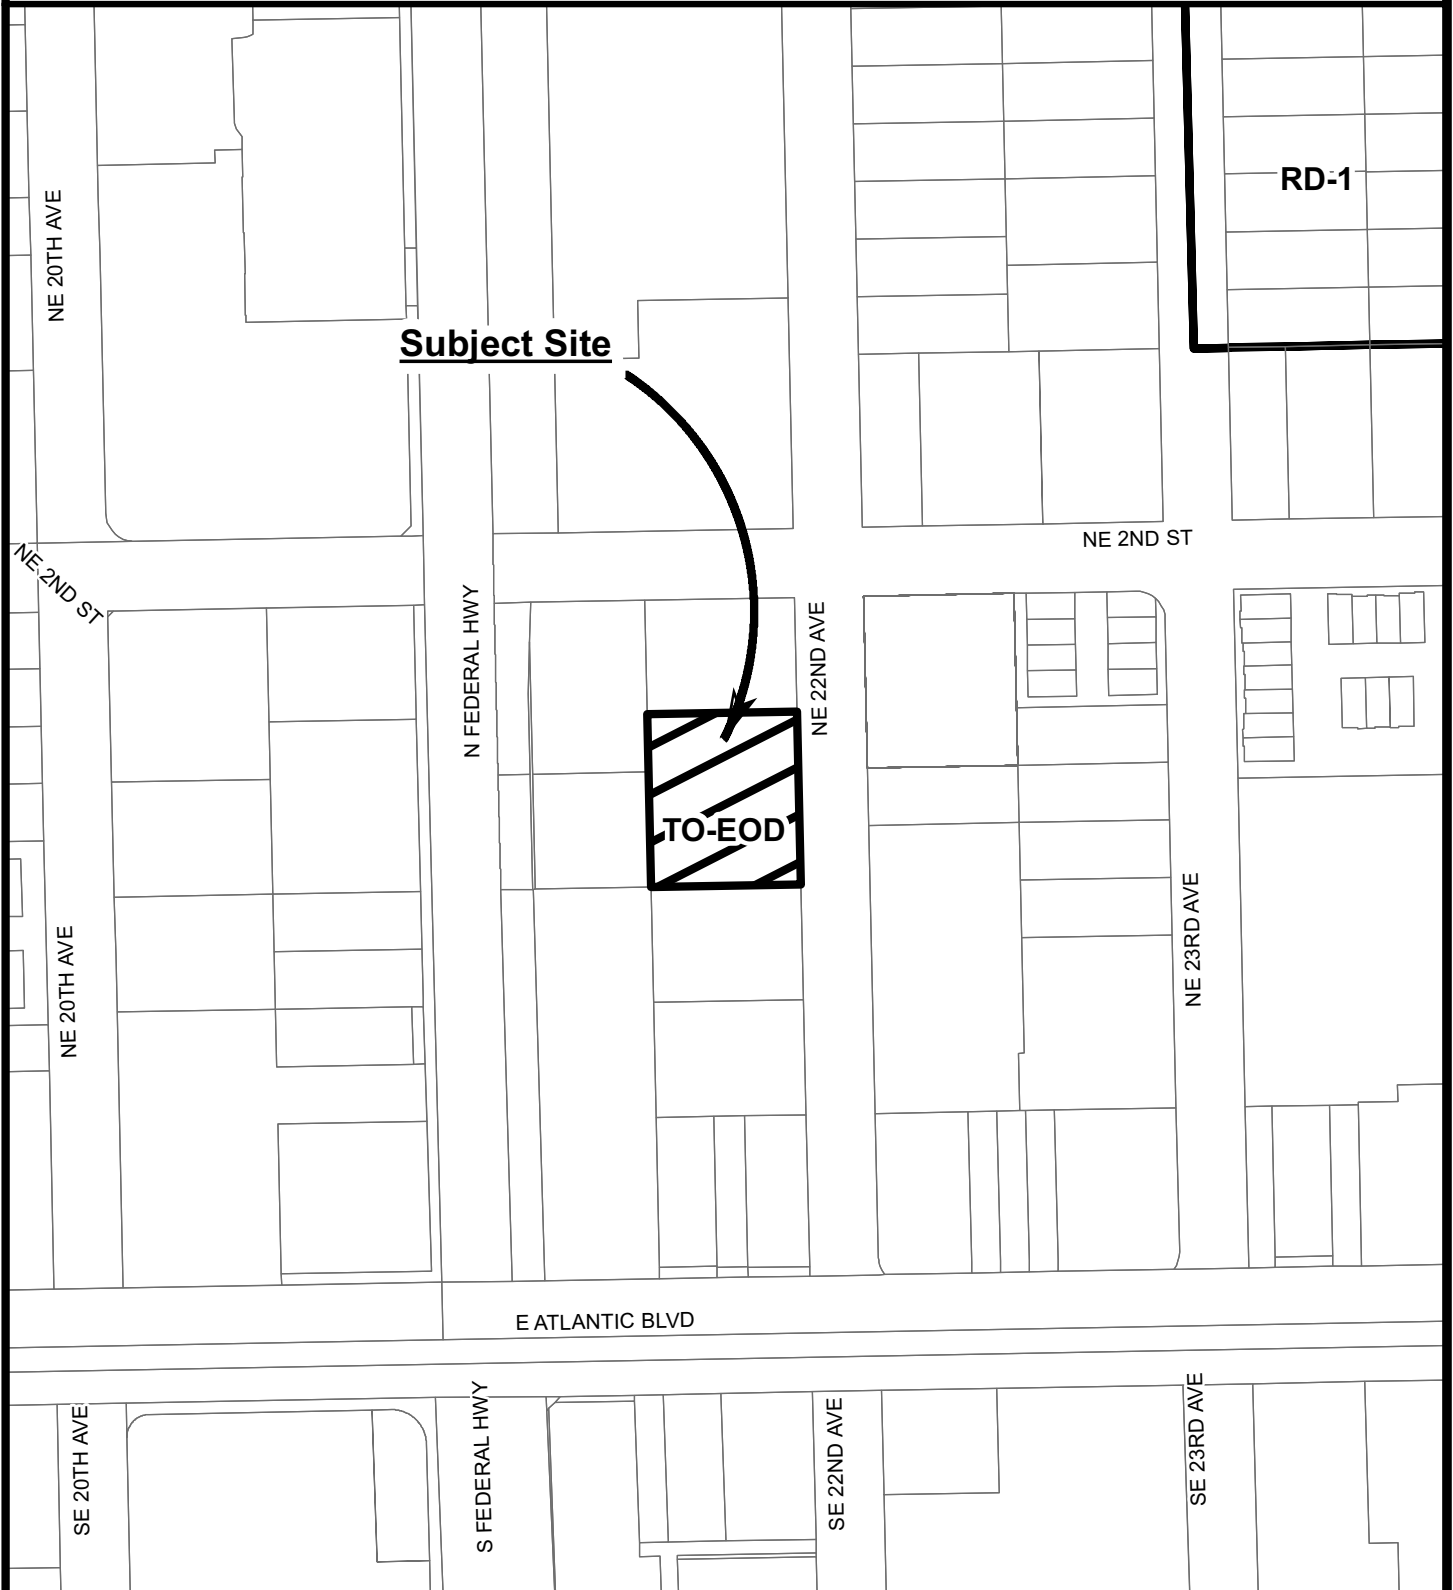 RD-1
NE 20TH AVE
Subject Site
NE 2ND ST
NE 2ND ST
N FEDERAL HWY
NE 22ND AVE
TO-EOD
NE 23RD AVE
NE 20TH AVE
E ATLANTIC BLVD
SE 20TH AVE
S FEDERAL HWY
SE 22ND AVE
SE 23RD AVE